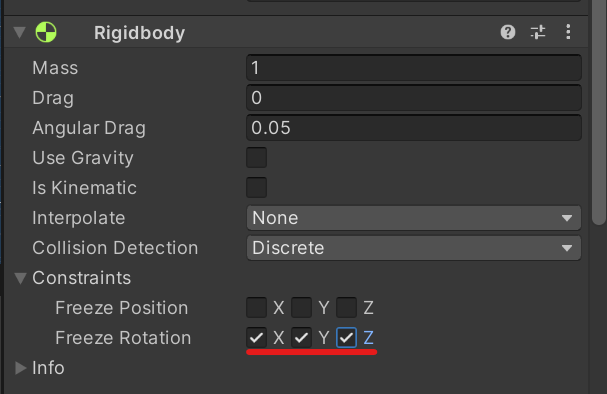 Rigidbody
Mass 1
Drag 0
Angular Drag 0.05
Use Gravity
Is Kinematic
Interpolate None
Collision Detection Discrete
Constraints
Freeze Position X Y Z
Freeze Rotation X Y Z
Info